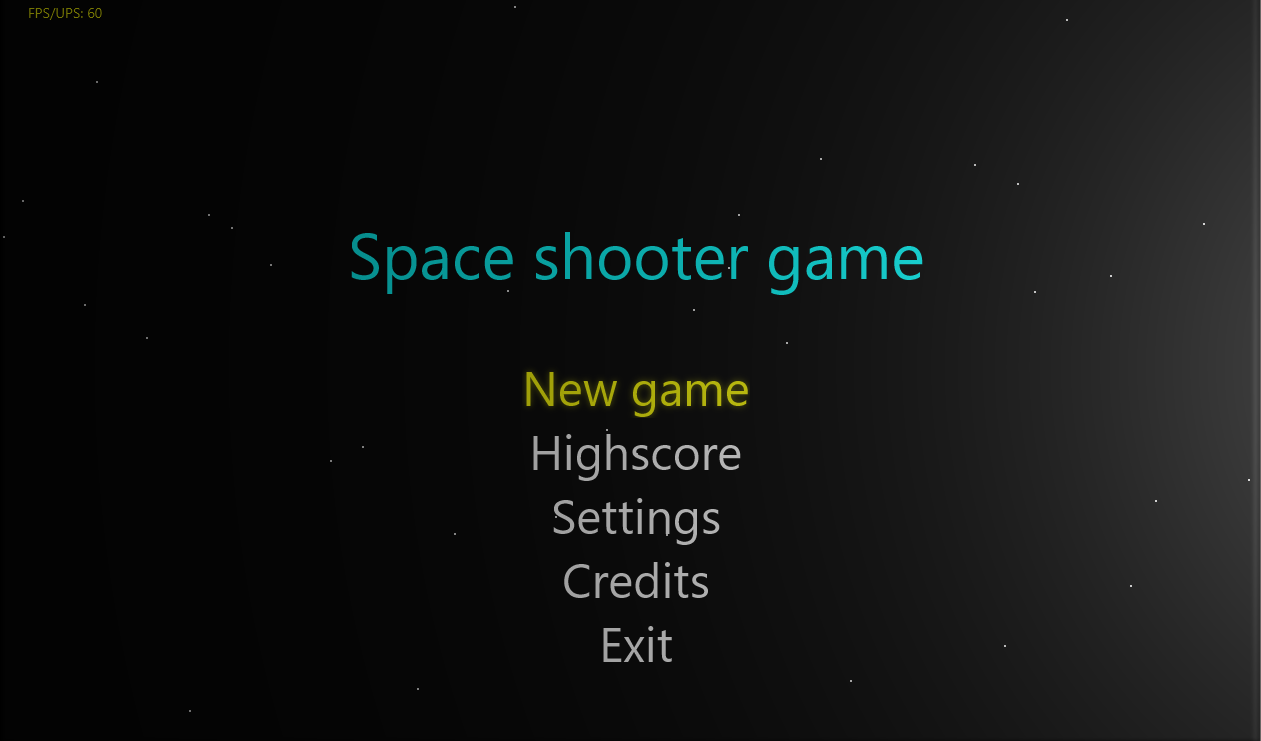 FPS/UPS: 60
Space shooter game
New game
Highscore
Settings
Credits
Exit